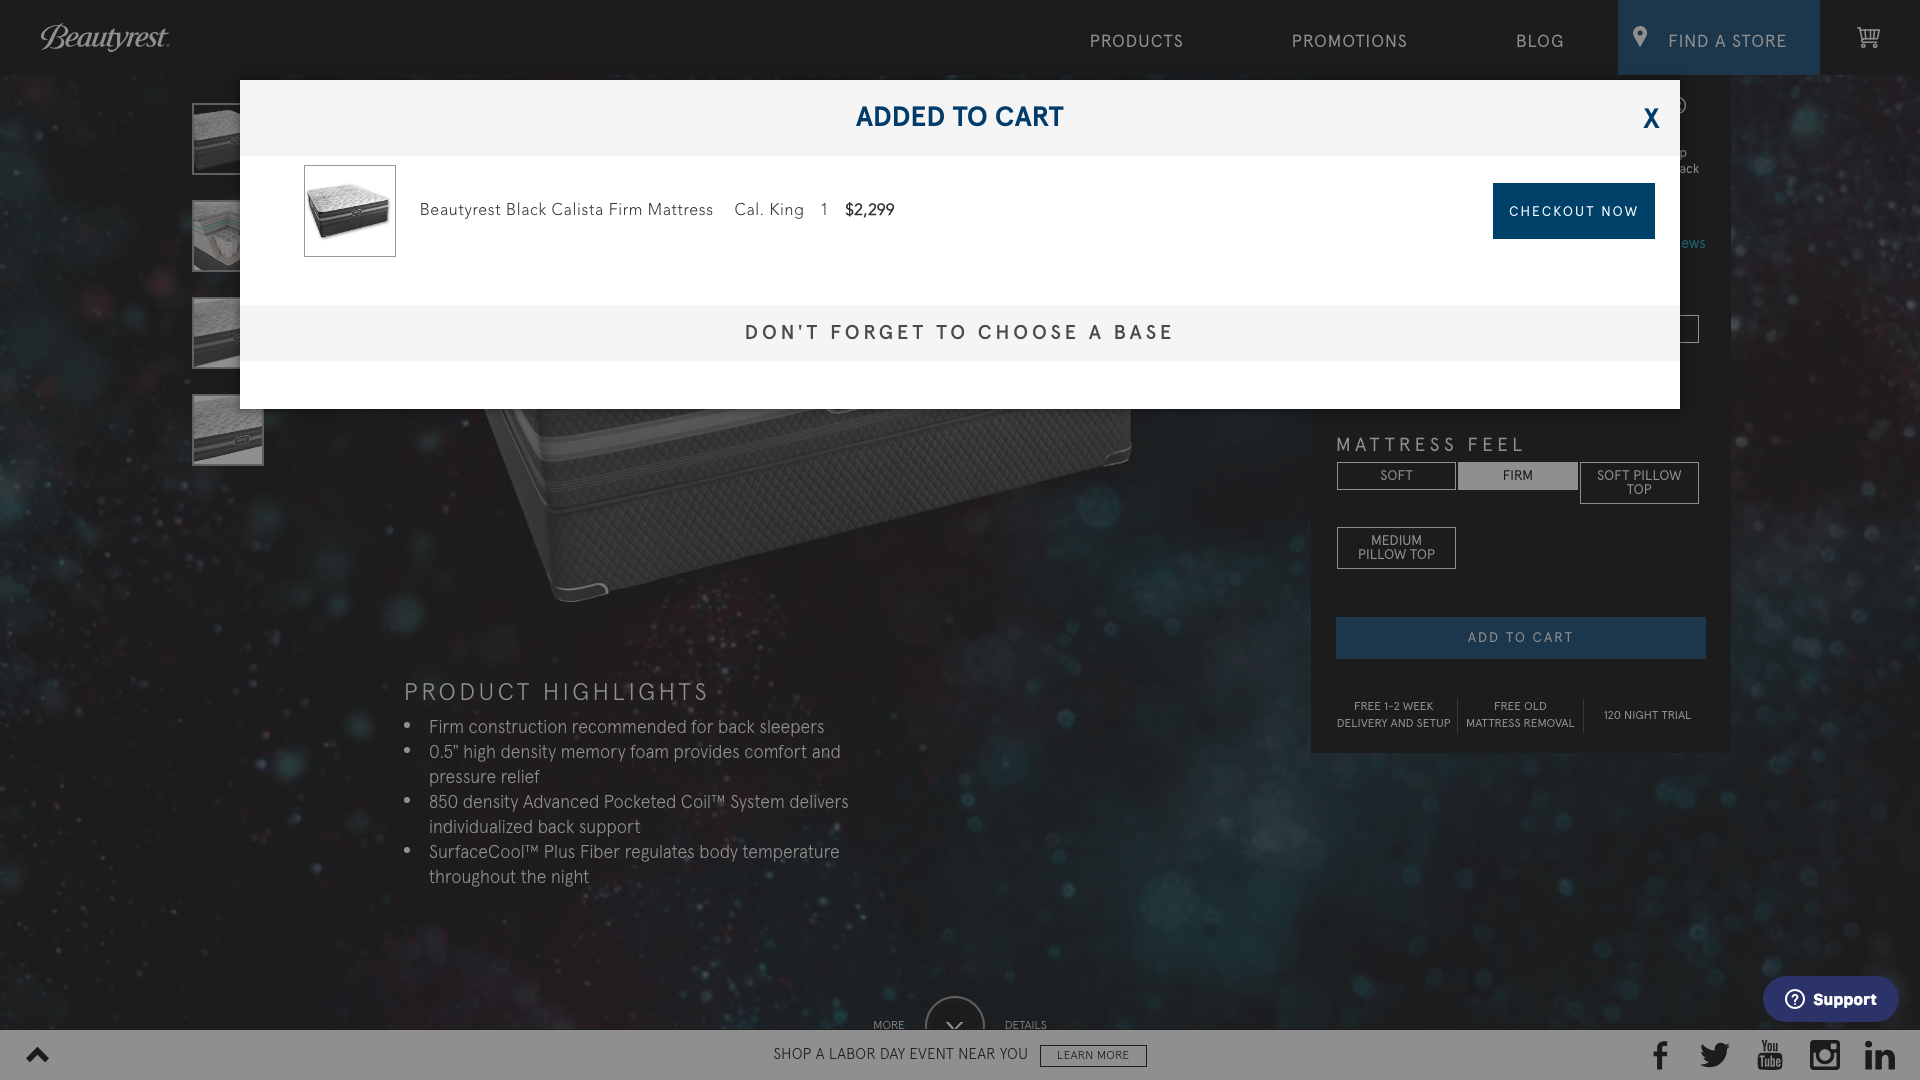 Beautyrest
PRODUCTS
PROMOTIONS
BLOG
FIND A STORE
ADDED TO CART
X
Beautyrest Black Calista Firm Mattress Cal. King 1 $2,299
CHECKOUT NOW
DON'T FORGET TO CHOOSE A BASE
MATTRESS FEEL
SOFT
FIRM
SOFT PILLOW
TOP
MEDIUM
PILLOW TOP
ADD TO CART
FREE 1-2 WEEK
DELIVERY AND SETUP
FREE OLD
MATTRESS REMOVAL
120 NIGHT TRIAL
PRODUCT HIGHLIGHTS
• Firm construction recommended for back sleepers
• 0.5" high density memory foam provides comfort and
pressure relief
• 850 density Advanced Pocketed Coil™ System delivers
individualized back support
• SurfaceCool™ Plus Fiber regulates body temperature
throughout the night
MORE
DETAILS
Support
SHOP A LABOR DAY EVENT NEAR YOU
LEARN MORE
You
Tube